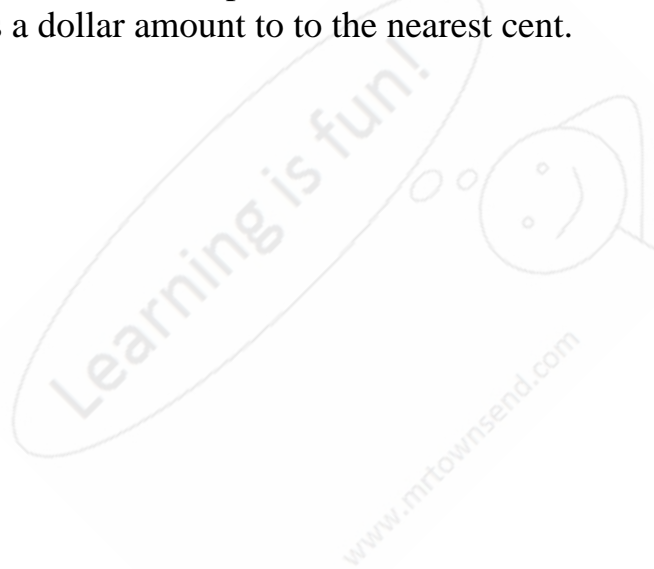 a dollar amount to to the nearest cent.
Learning is fun!
www.mrtownsend.com